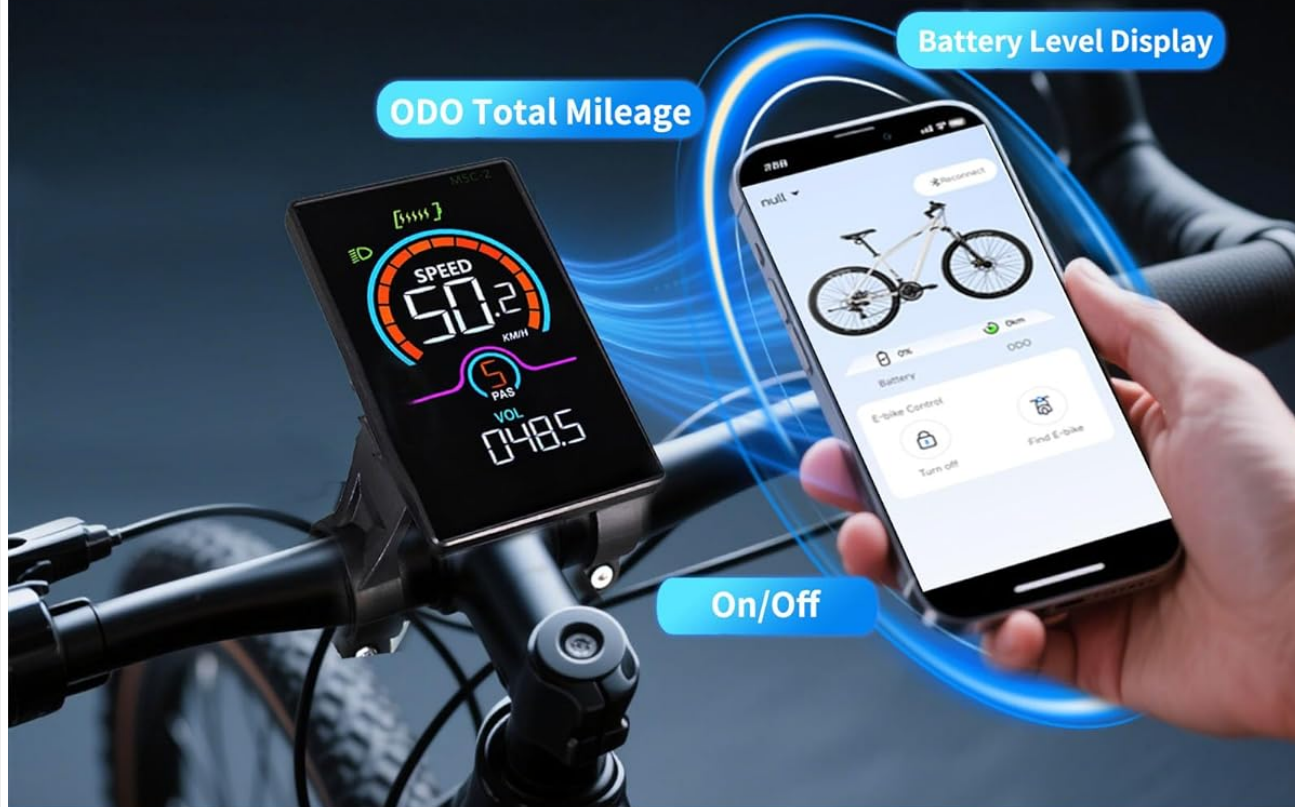 Battery Level Display
ODO Total Mileage
M5C-2
SPEED
50.2
KM/H
5
PAS
VOL
048.5
null
Reconnect
0%
Battery
0km
ODO
E-bike Control
Turn off
Find E-bike
On/Off